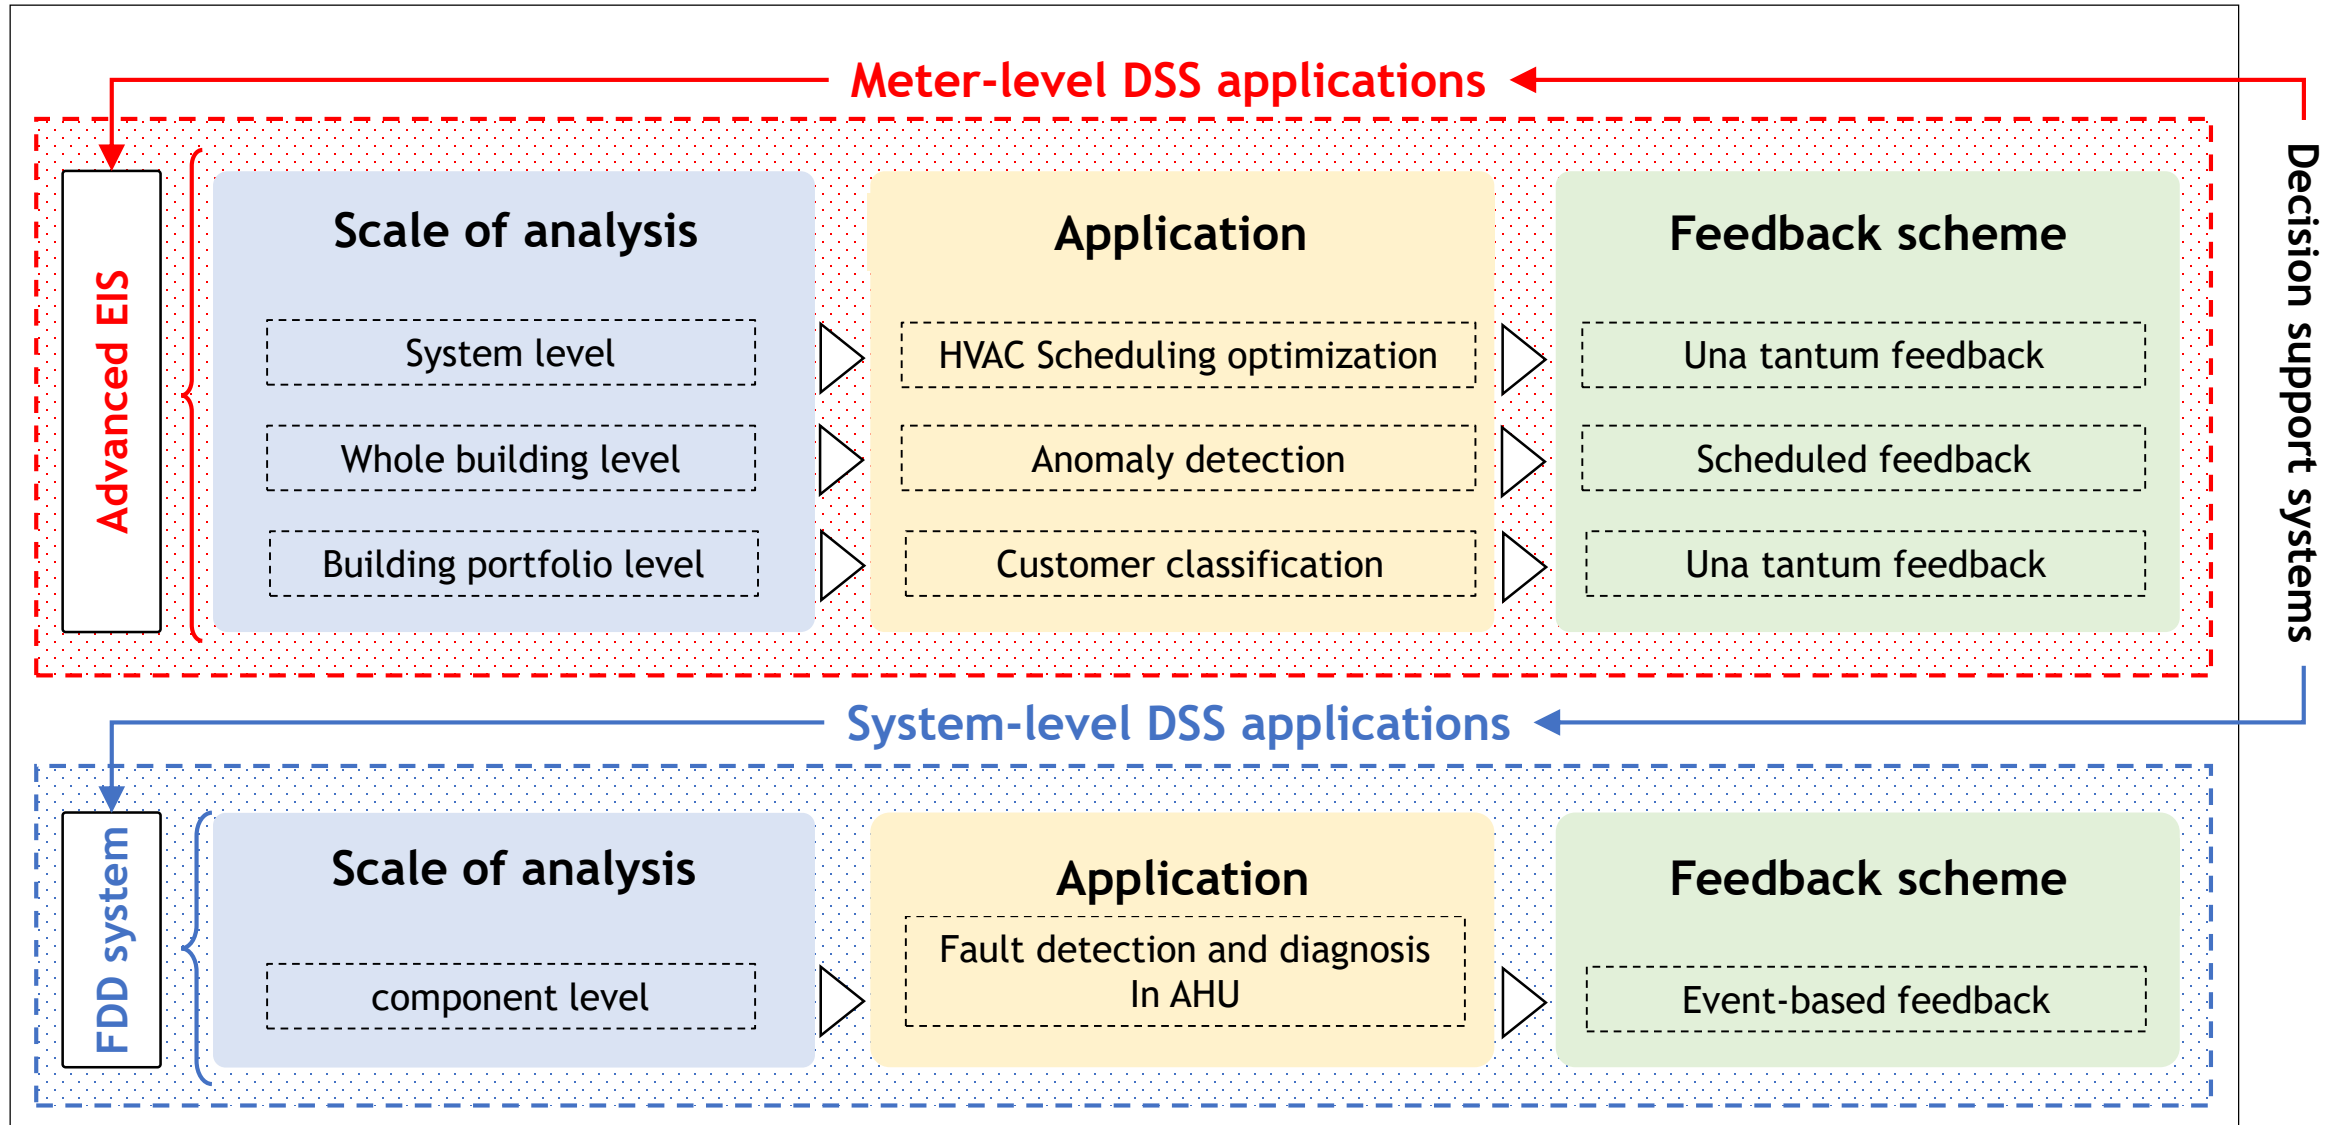 Meter-level DSS applications
Decision support systems
Advanced EIS
Scale of analysis
Application
Feedback scheme
System level
HVAC Scheduling optimization
Una tantum feedback
Whole building level
Anomaly detection
Scheduled feedback
Building portfolio level
Customer classification
Una tantum feedback
System-level DSS applications
FDD system
Scale of analysis
Application
Feedback scheme
component level
Fault detection and diagnosis
In AHU
Event-based feedback